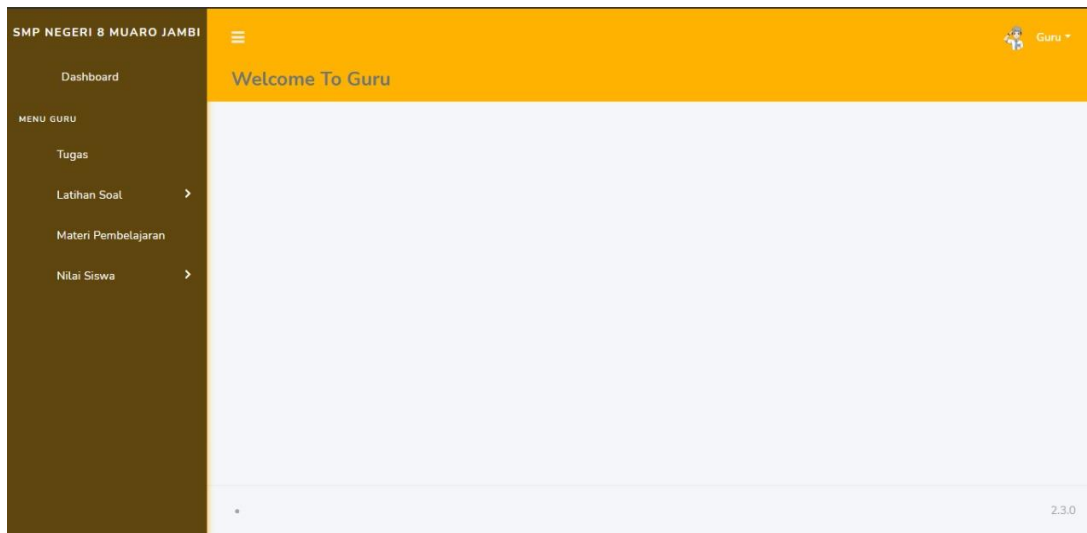 SMP NEGERI 8 MUARO JAMBI
Guru
Dashboard
Welcome To Guru
MENU GURU
Tugas
Latihan Soal
Materi Pembelajaran
Nilai Siswa
2.3.0